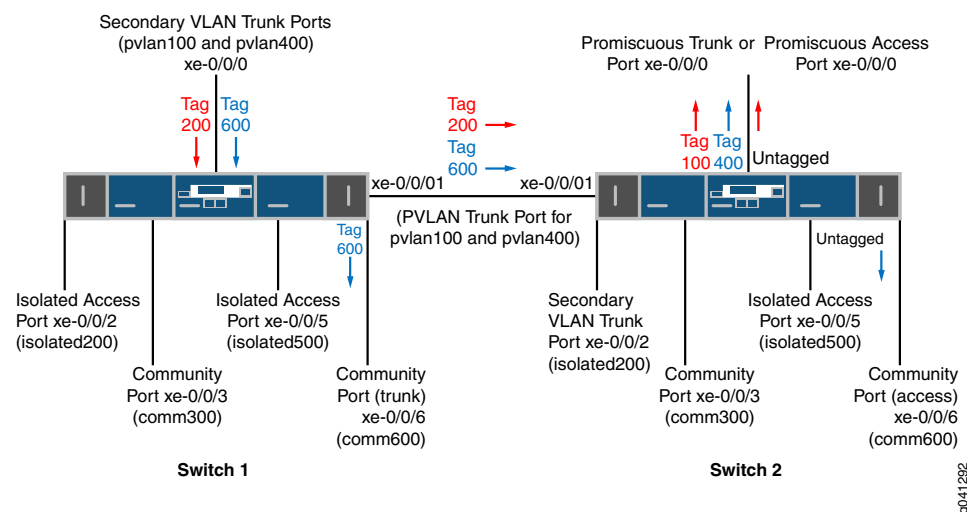 Secondary VLAN Trunk Ports
(pvlan100 and pvlan400)
xe-0/0/0
Promiscuous Trunk or Promiscuous Access
Port xe-0/0/0 Port xe-0/0/0
Tag Tag
200 600
Tag
200
Tag
600
Tag Tag
100 400
Untagged
xe-0/0/01 xe-0/0/01
(PVLAN Trunk Port for
pvlan100 and pvlan400)
Tag
600
Untagged
Isolated Access
Port xe-0/0/2
(isolated200)
Isolated Access
Port xe-0/0/5
(isolated500)
Secondary
VLAN Trunk
Port xe-0/0/2
(isolated200)
Isolated Access
Port xe-0/0/5
(isolated500)
Community
Port xe-0/0/3
(comm300)
Community
Port (trunk)
xe-0/0/6
(comm600)
Community
Port xe-0/0/3
(comm300)
Community
Port (access)
xe-0/0/6
(comm600)
Switch 1
Switch 2
g041292